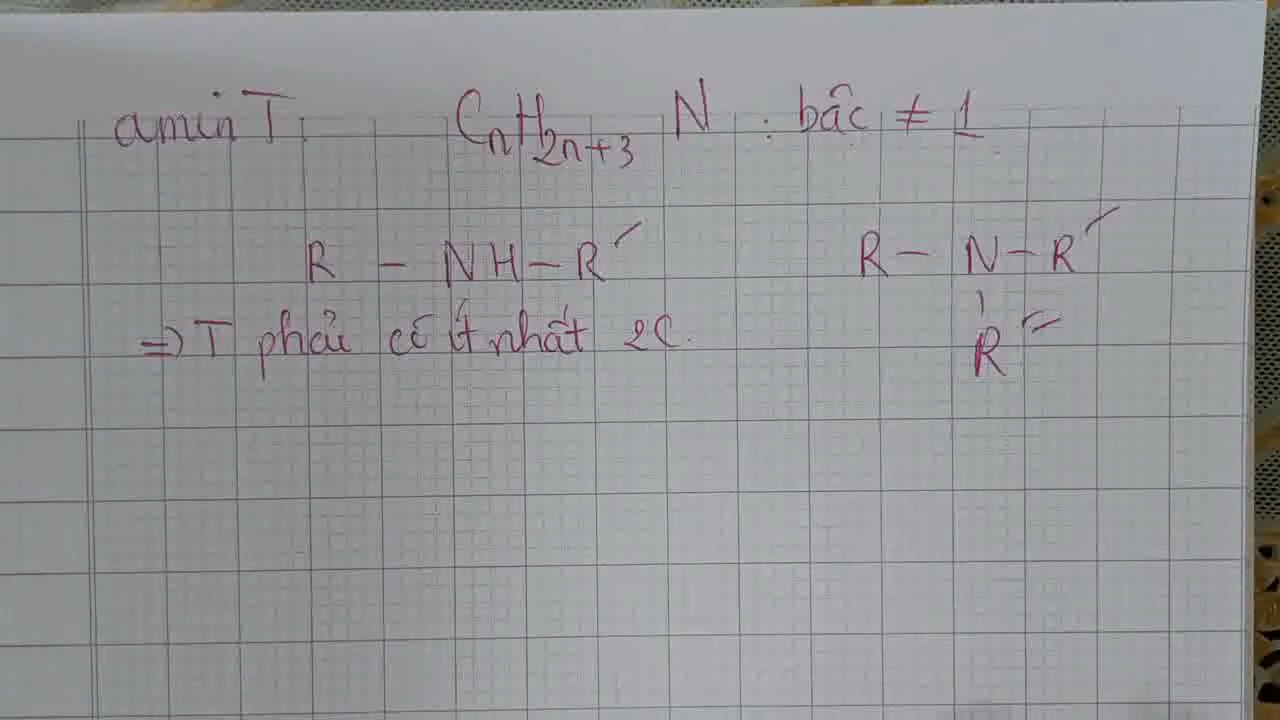 amin T. CnH2n+3 N : bậc ≠ 1
R - NH - R' R - N - R'
=> T phải có ít nhất 2C. R''